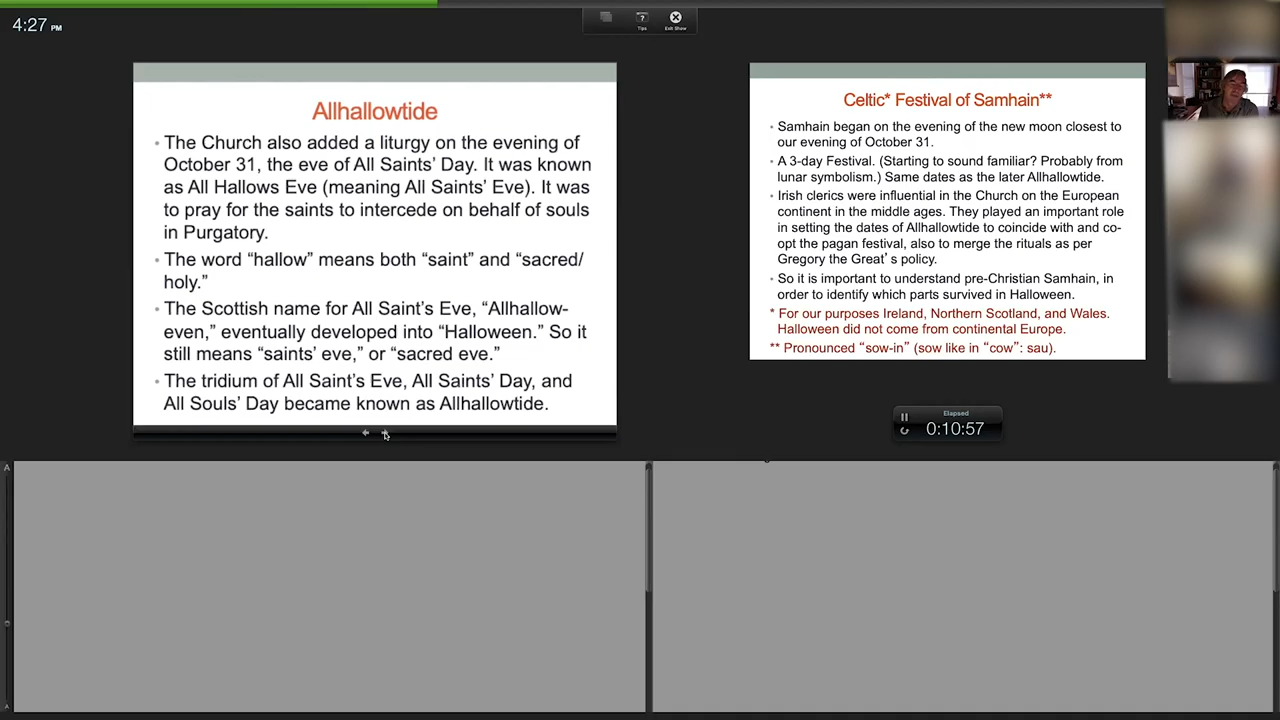 4:27 PM
Tips
Exit Show
Allhallowtide
• The Church also added a liturgy on the evening of
October 31, the eve of All Saints’ Day. It was known
as All Hallows Eve (meaning All Saints’ Eve). It was
to pray for the saints to intercede on behalf of souls
in Purgatory.
• The word “hallow” means both “saint” and “sacred/
holy.”
• The Scottish name for All Saint’s Eve, “Allhallow-
even,” eventually developed into “Halloween.” So it
still means “saints’ eve,” or “sacred eve.”
• The tridium of All Saint’s Eve, All Saints’ Day, and
All Souls’ Day became known as Allhallowtide.
Celtic* Festival of Samhain**
• Samhain began on the evening of the new moon closest to
our evening of October 31.
• A 3-day Festival. (Starting to sound familiar? Probably from
lunar symbolism.) Same dates as the later Allhallowtide.
• Irish clerics were influential in the Church on the European
continent in the middle ages. They played an important role
in setting the dates of Allhallowtide to coincide with and co-
opt the pagan festival, also to merge the rituals as per
Gregory the Great’s policy.
• So it is important to understand pre-Christian Samhain, in
order to identify which parts survived in Halloween.
* For our purposes Ireland, Northern Scotland, and Wales.
Halloween did not come from continental Europe.
** Pronounced “sow-in” (sow like in “cow”: sau).
Elapsed
0:10:57
A
A